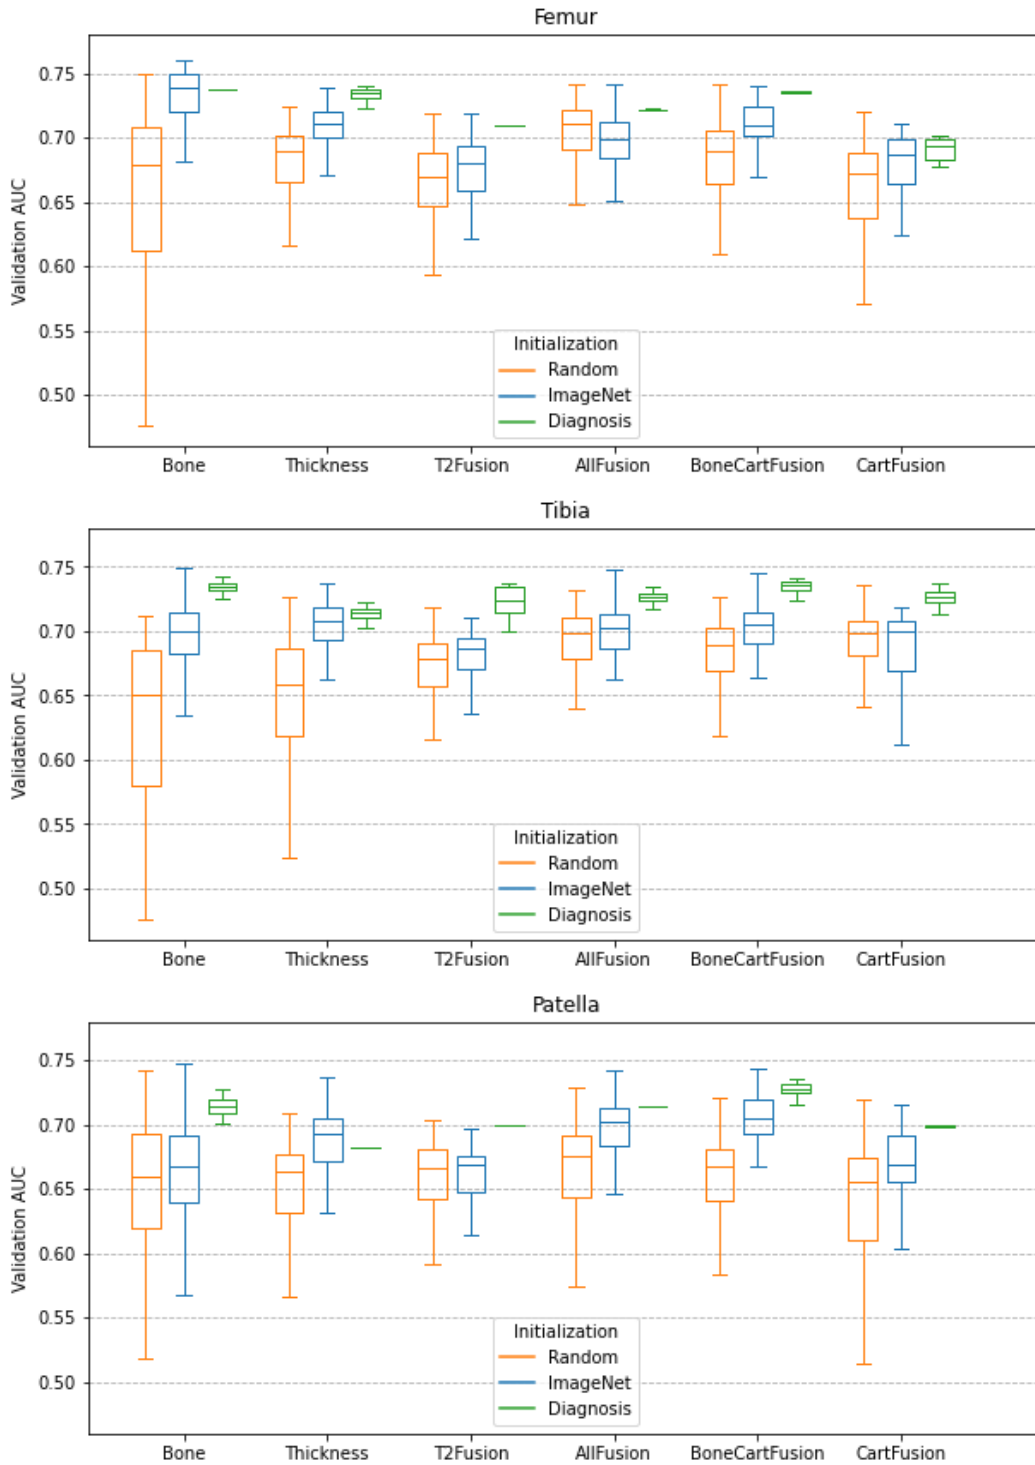 Femur
Validation AUC
0.75
0.70
0.65
0.60
0.55
0.50
Initialization
Random
ImageNet
Diagnosis
Bone Thickness T2Fusion AllFusion BoneCartFusion CartFusion
Tibia
Validation AUC
0.75
0.70
0.65
0.60
0.55
0.50
Initialization
Random
ImageNet
Diagnosis
Bone Thickness T2Fusion AllFusion BoneCartFusion CartFusion
Patella
Validation AUC
0.75
0.70
0.65
0.60
0.55
0.50
Initialization
Random
ImageNet
Diagnosis
Bone Thickness T2Fusion AllFusion BoneCartFusion CartFusion